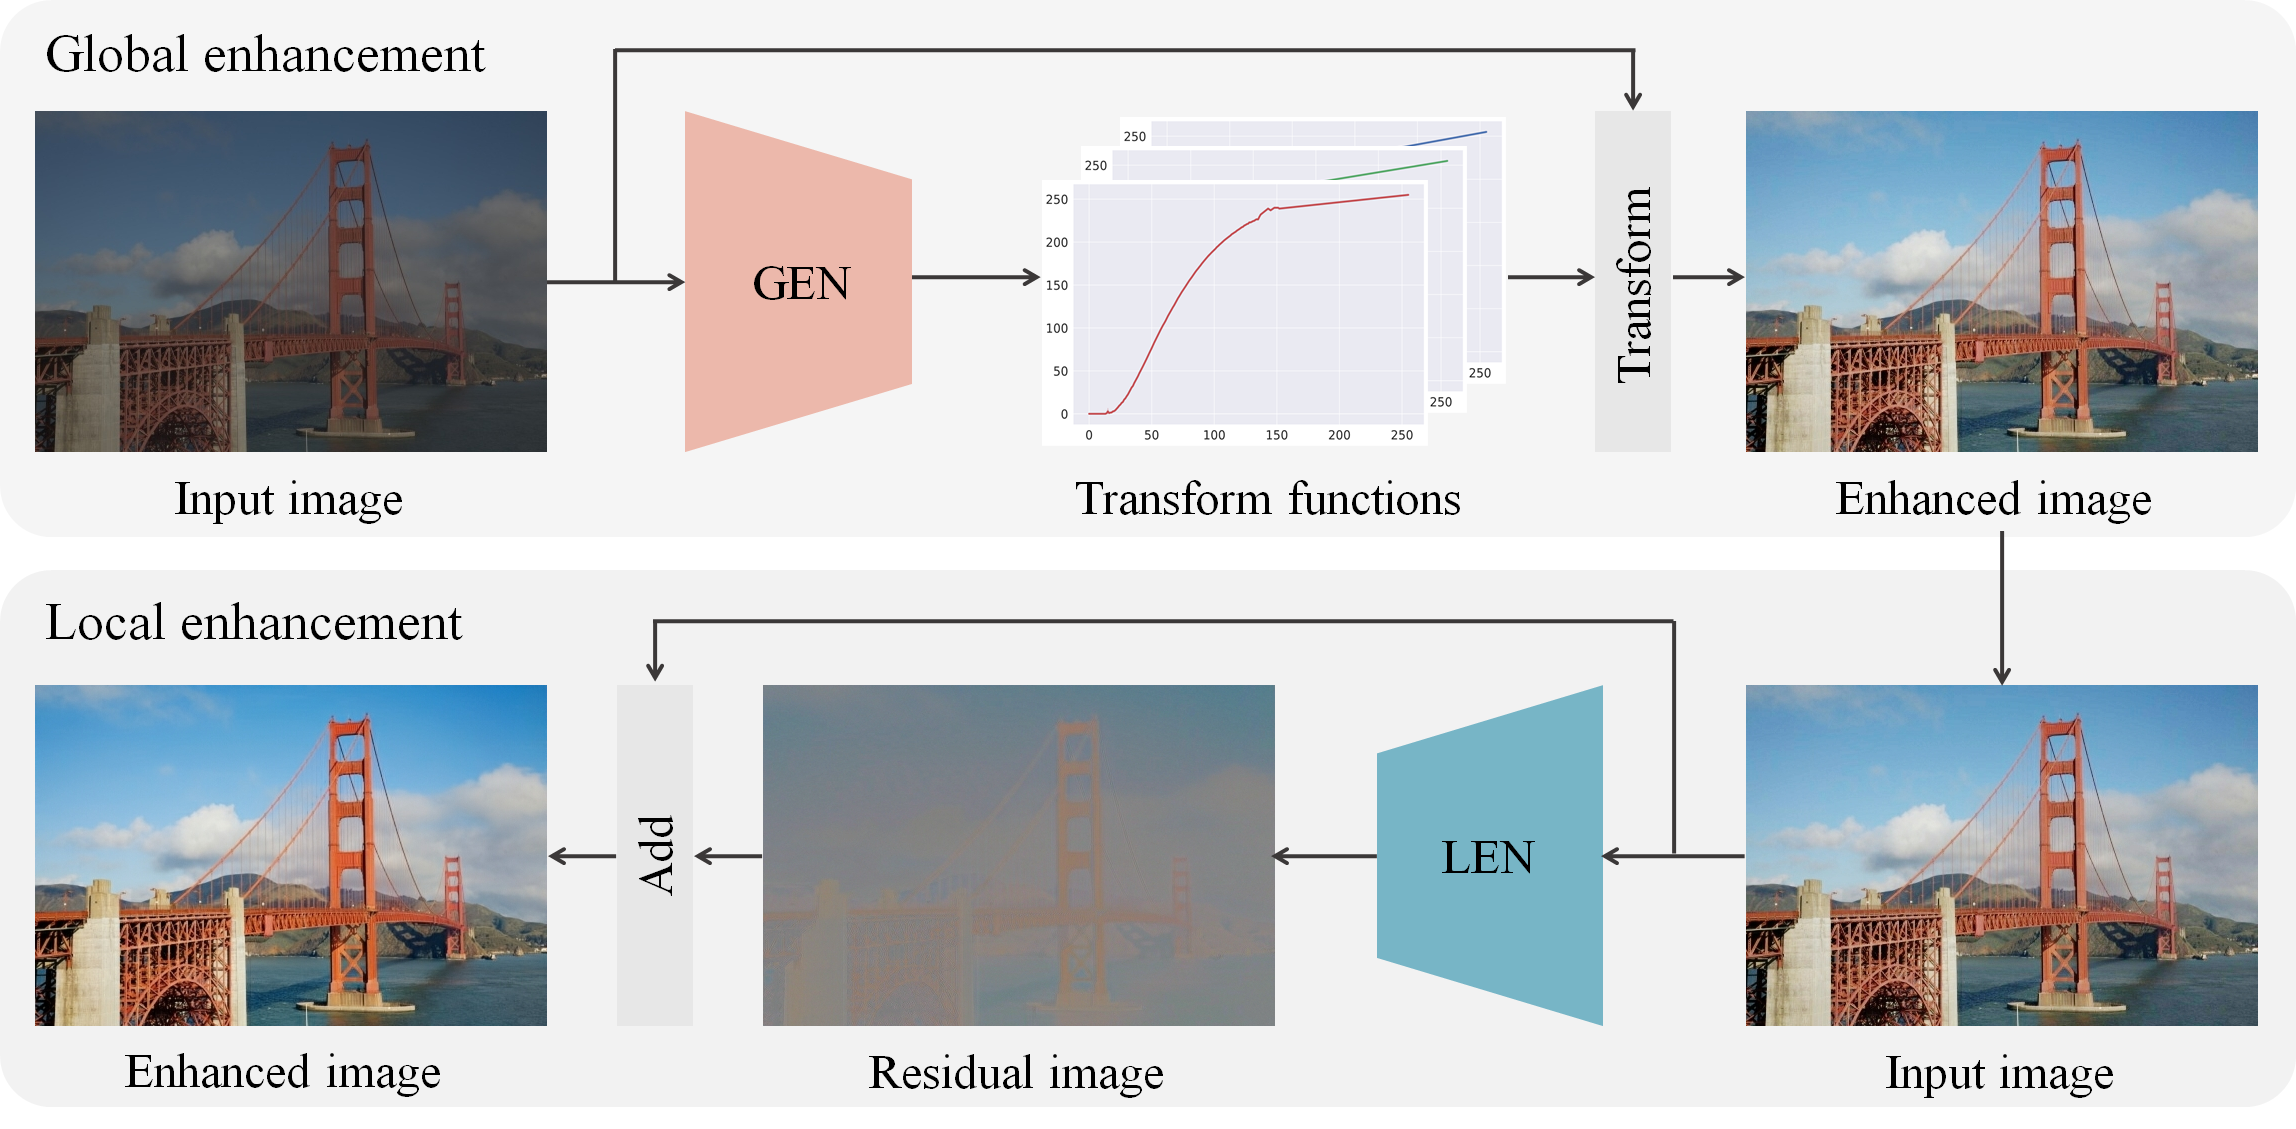 Global enhancement
GEN
250
250
250
200
150
100
50
0
0 50 100 150 200 250
250
250
Transform
Input image
Transform functions
Enhanced image
Local enhancement
Add
LEN
Enhanced image
Residual image
Input image